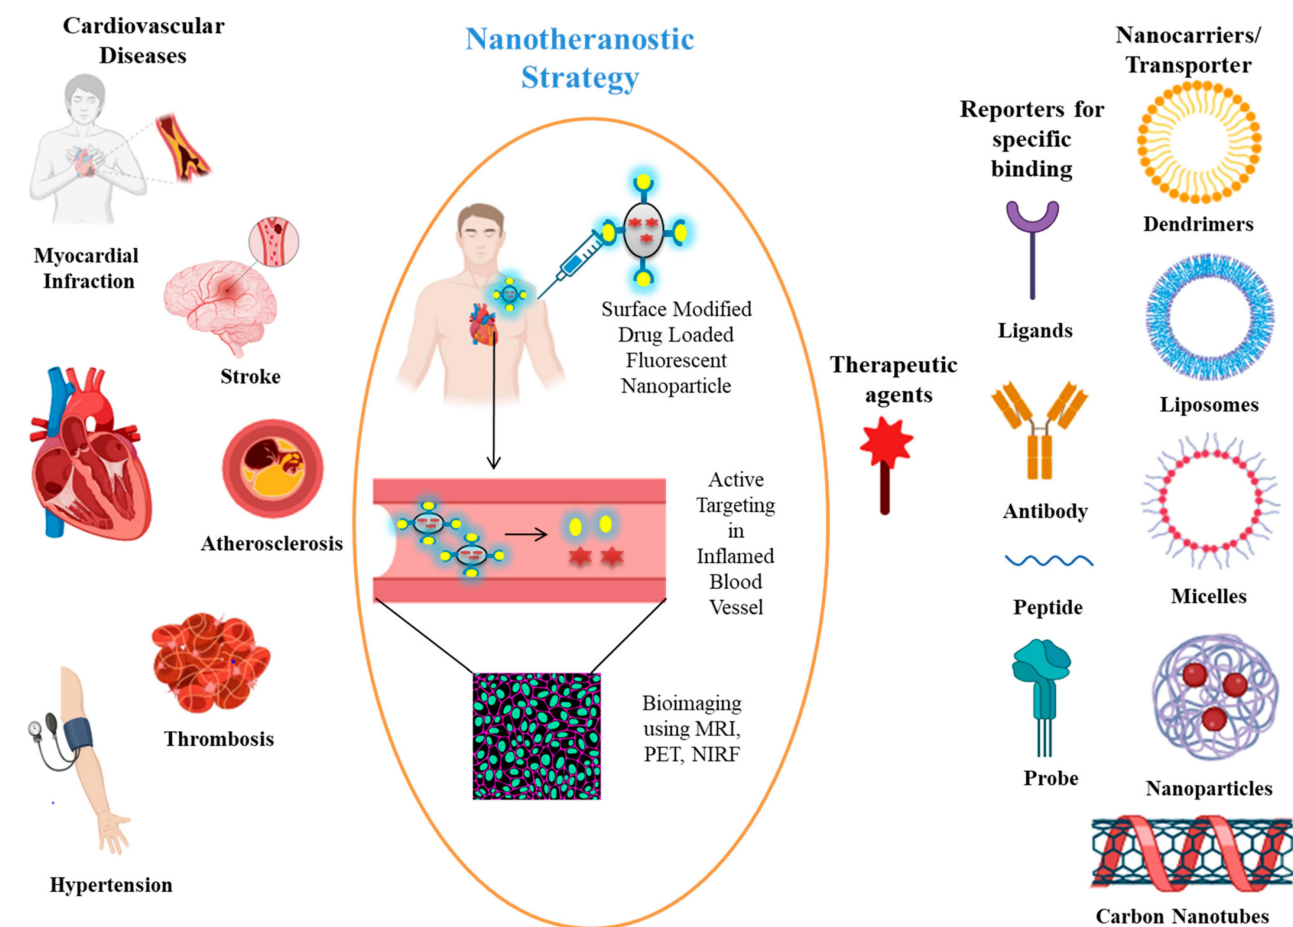 Cardiovascular
Diseases
Myocardial
Infraction
Stroke
Atherosclerosis
Thrombosis
Hypertension
Nanotheranostic
Strategy
Surface Modified
Drug Loaded
Fluorescent
Nanoparticle
Active
Targeting
in
Inflamed
Blood
Vessel
Bioimaging
using MRI,
PET, NIRF
Therapeutic
agents
Reporters for
specific
binding
Ligands
Antibody
Peptide
Probe
Nanocarriers/
Transporter
Dendrimers
Liposomes
Micelles
Nanoparticles
Carbon Nanotubes